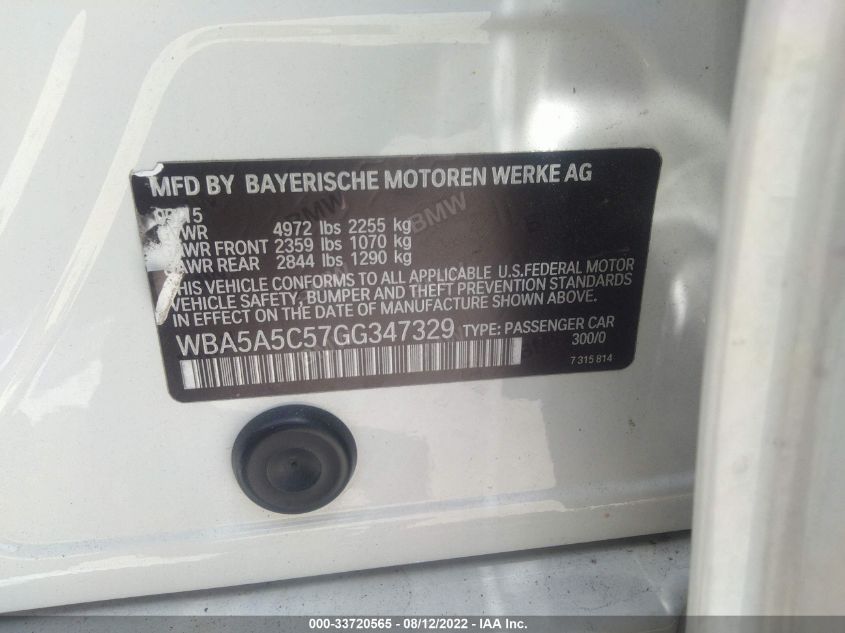 MFD BY BAYERISCHE MOTOREN WERKE AG
4972 lbs 2255 kg
FRONT 2359 lbs 1070 kg
REAR 2844 lbs 1290 kg
THIS VEHICLE CONFORMS TO ALL APPLICABLE U.S.FEDERAL MOTOR
VEHICLE SAFETY, BUMPER AND THEFT PREVENTION STANDARDS
IN EFFECT ON THE DATE OF MANUFACTURE SHOWN ABOVE.
WBA5A5C57GG347329 TYPE: PASSENGER CAR
300/0
7 315 814
BMW
BMW
000-33720565 - 08/12/2022 - IAA Inc.